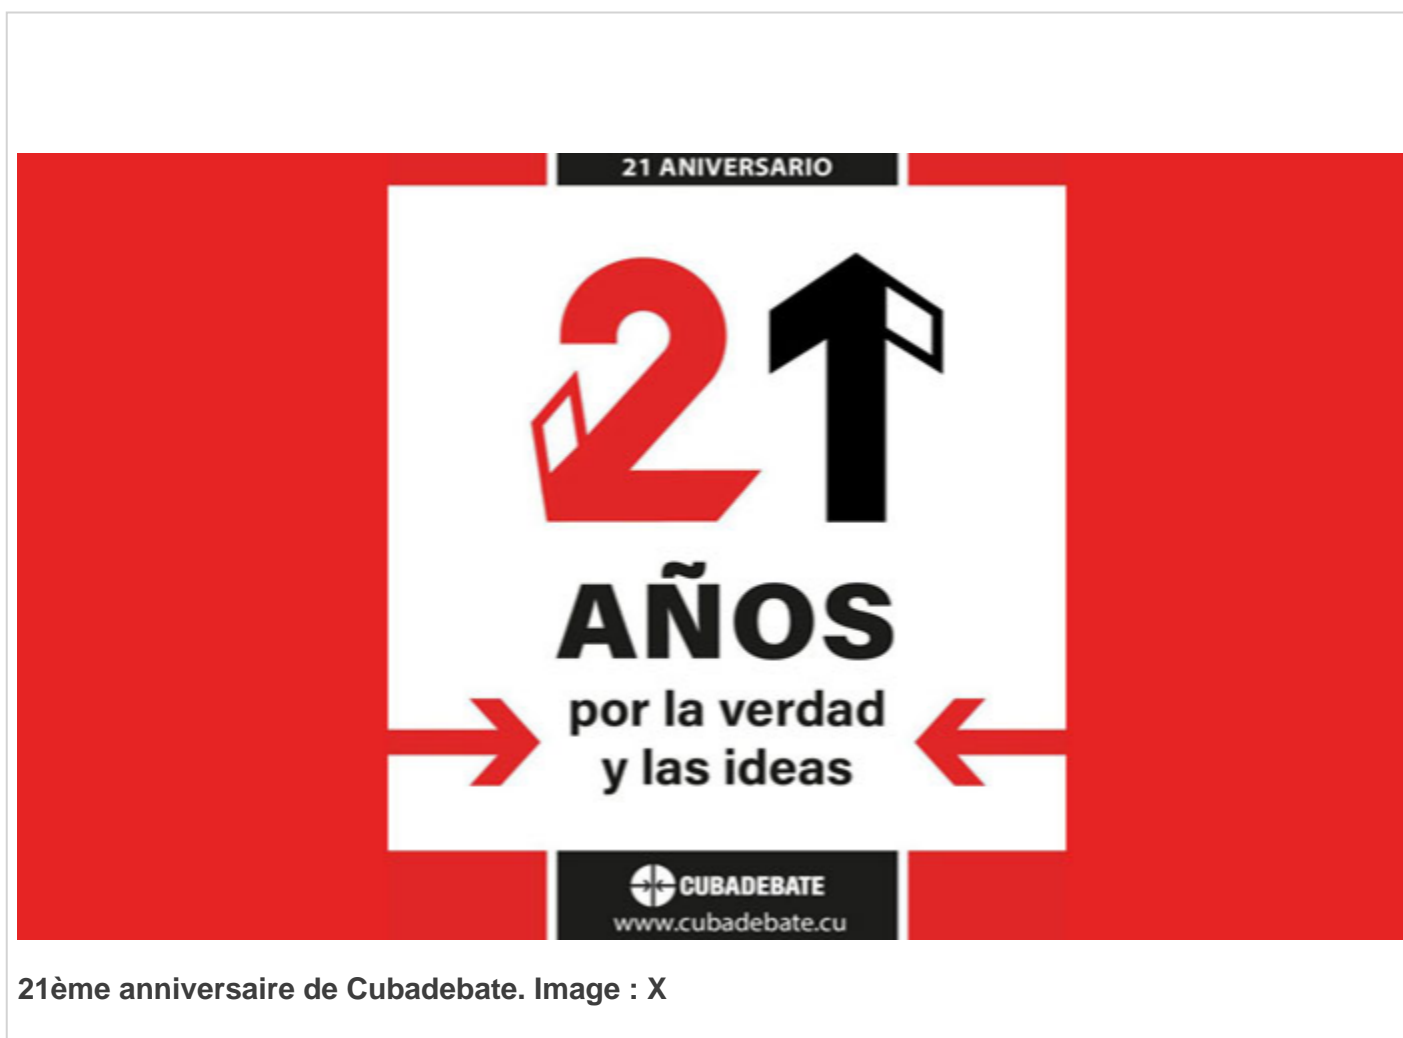 21 ANIVERSARIO
21
AÑOS
por la verdad
y las ideas
CUBADEBATE
www.cubadebate.cu
21ème anniversaire de Cubadebate. Image : X